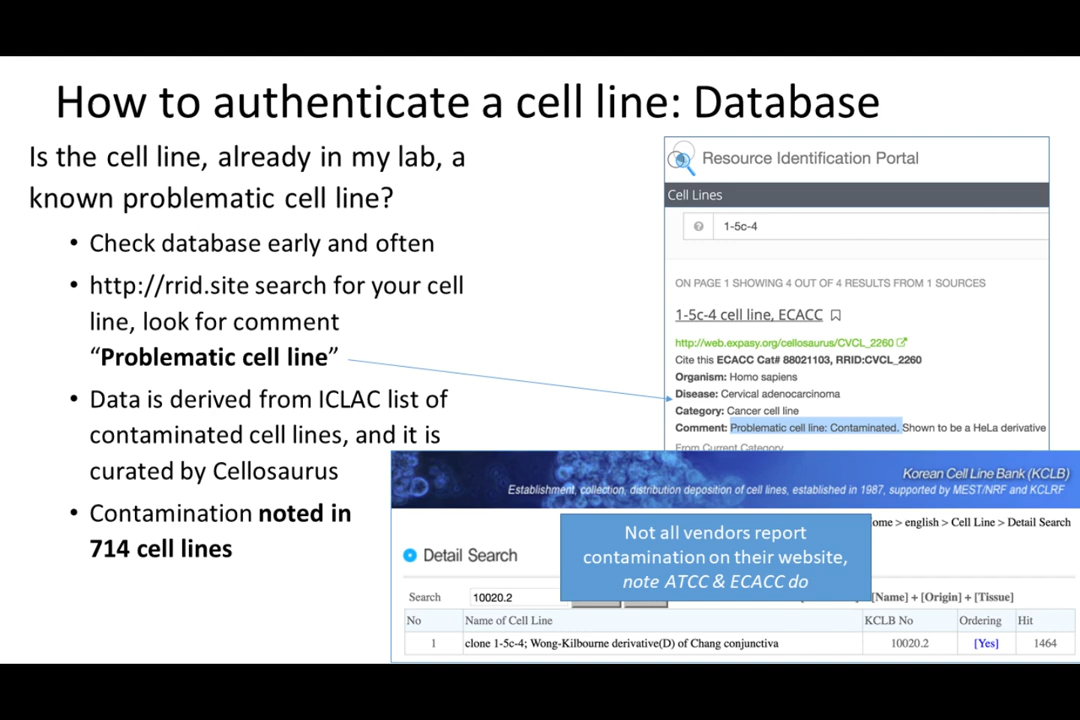 How to authenticate a cell line: Database
Is the cell line, already in my lab, a
known problematic cell line?
• Check database early and often
• http://rrid.site search for your cell
line, look for comment
“Problematic cell line”
• Data is derived from ICLAC list of
contaminated cell lines, and it is
curated by Cellosaurus
• Contamination noted in
714 cell lines
Resource Identification Portal
Cell Lines
1-5c-4
ON PAGE 1 SHOWING 4 OUT OF 4 RESULTS FROM 1 SOURCES
1-5c-4 cell line, ECACC
http://web.expasy.org/cellosaurus/CVCL_2260
Cite this ECACC Cat# 88021103, RRID:CVCL_2260
Organism: Homo sapiens
Disease: Cervical adenocarcinoma
Category: Cancer cell line
Comment: Problematic cell line: Contaminated. Shown to be a HeLa derivative
From Current Category
Korean Cell Line Bank (KCLB)
Establishment, collection, distribution deposition of cell lines, established in 1987, supported by MEST/NRF and KCLRF
ome > english > Cell Line > Detail Search
Not all vendors report
contamination on their website,
note ATCC & ECACC do
Detail Search
Search 10020.2 [Name] + [Origin] + [Tissue]
No Name of Cell Line KCLB No Ordering Hit
1 clone 1-5c-4; Wong-Kilbourne derivative(D) of Chang conjunctiva 10020.2 [Yes] 1464